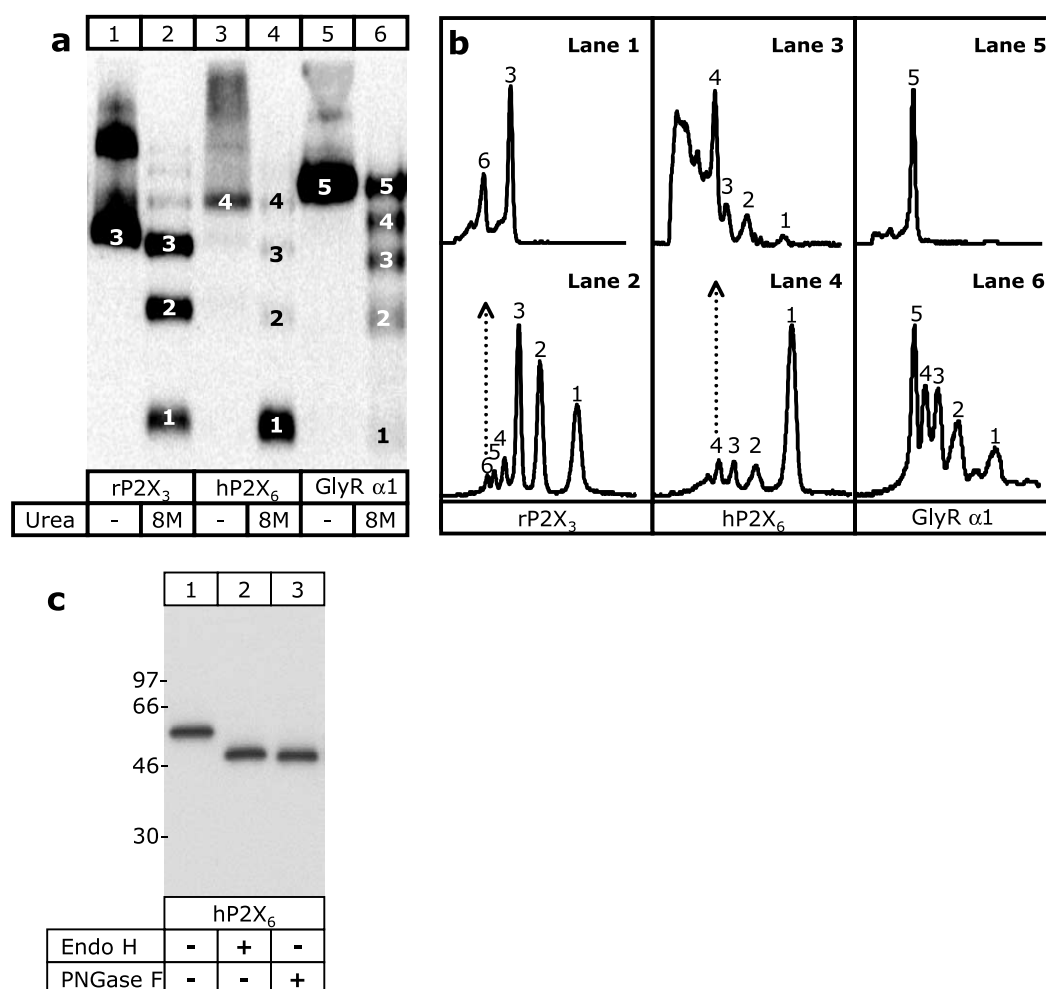 a
1 2 3 4 5 6
3
3
2
1
4
4
3
2
1
5
5
4
3
2
1
rP2X3 hP2X6 GlyR α1
Urea - 8M - 8M - 8M
b
Lane 1
6 3
Lane 3
4 3 2 1
Lane 5
5
Lane 2
6 5 4 3 2 1
Lane 4
4 3 2 1
Lane 6
5 4 3 2 1
rP2X3 hP2X6 GlyR α1
c
1 2 3
97-
66-
46-
30-
hP2X6
Endo H - + -
PNGase F - - +